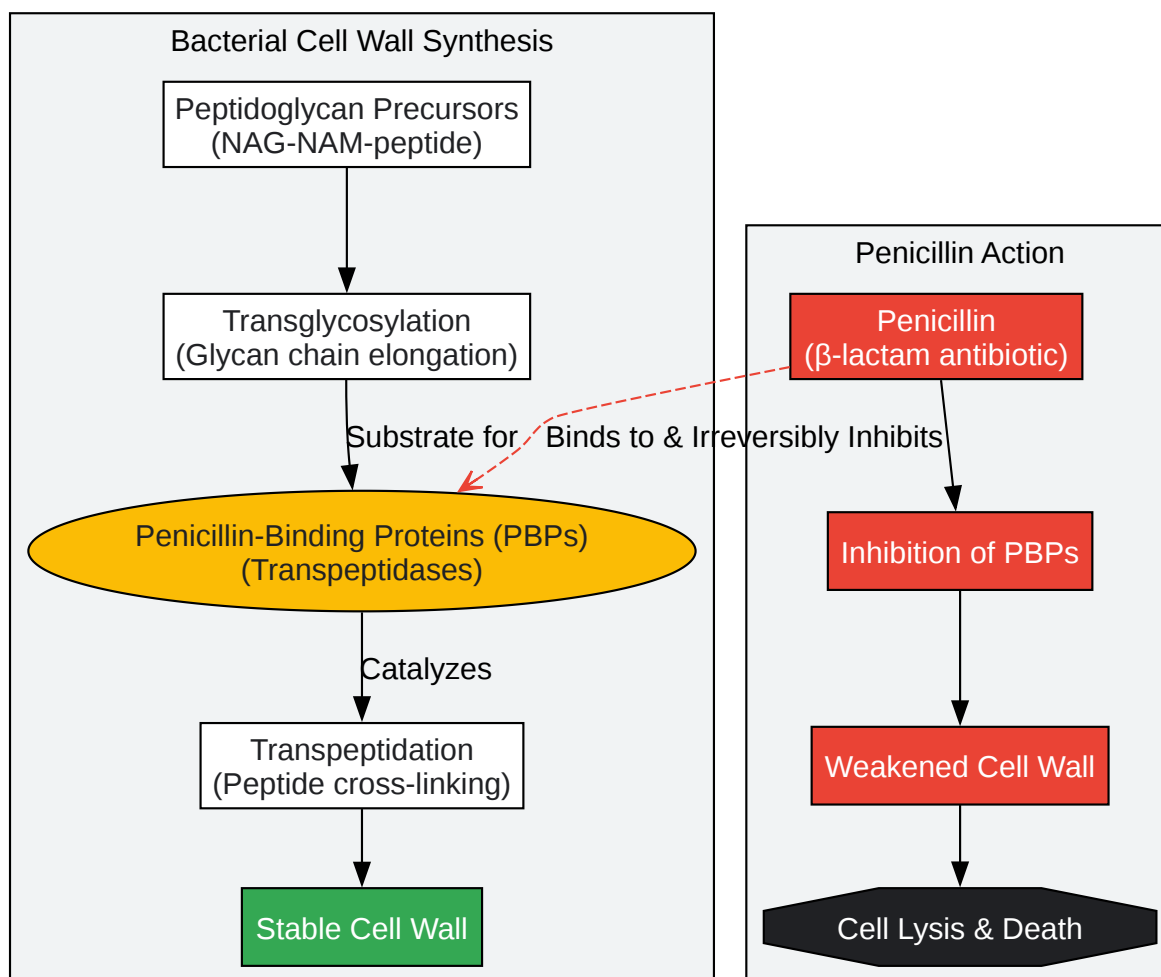 Bacterial Cell Wall Synthesis
Peptidoglycan Precursors
(NAG-NAM-peptide)
Transglycosylation
(Glycan chain elongation)
Substrate for
Penicillin-Binding Proteins (PBPs)
(Transpeptidases)
Catalyzes
Transpeptidation
(Peptide cross-linking)
Stable Cell Wall
Penicillin Action
Penicillin
(β-lactam antibiotic)
Binds to & Irreversibly Inhibits
Inhibition of PBPs
Weakened Cell Wall
Cell Lysis & Death